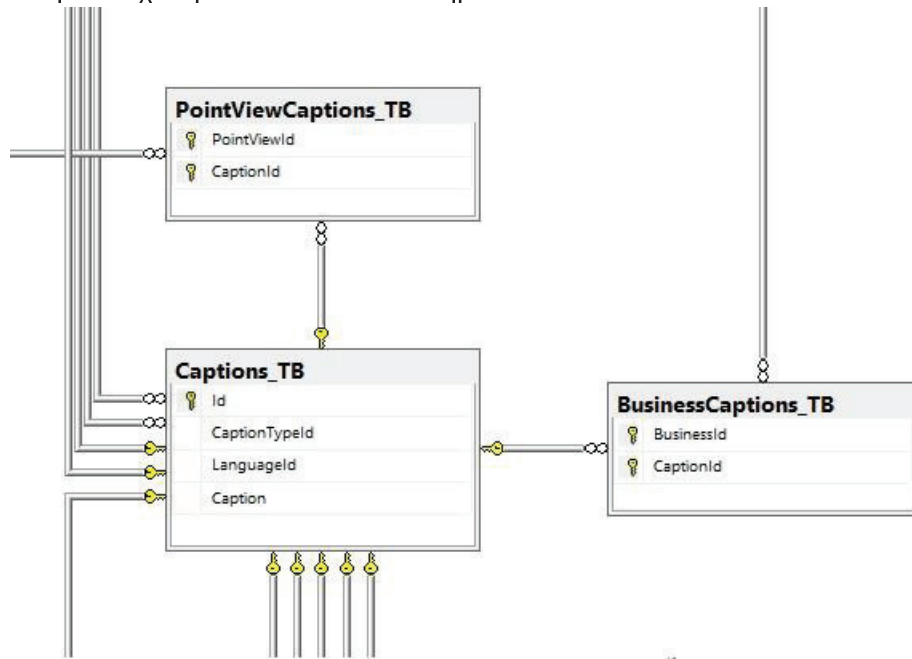 PointViewCaptions_TB
PointViewId
CaptionId
Captions_TB
Id
CaptionTypeId
LanguageId
Caption
BusinessCaptions_TB
BusinessId
CaptionId